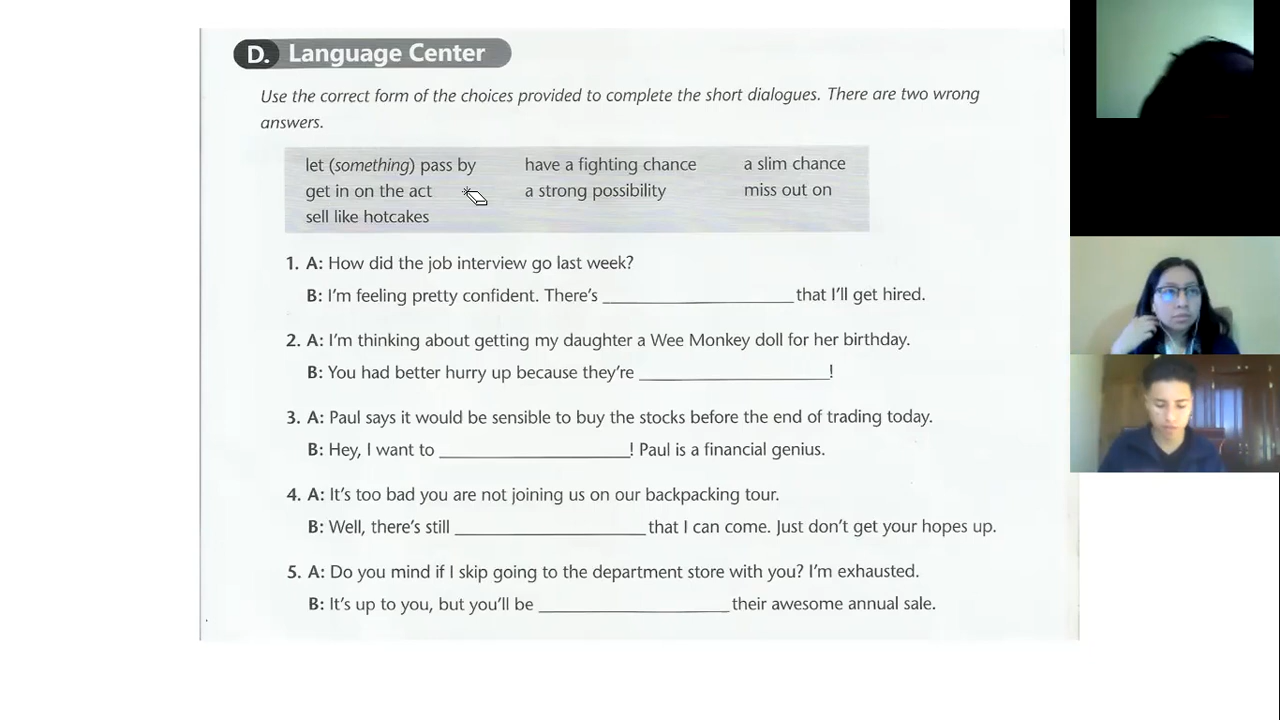 D. Language Center
Use the correct form of the choices provided to complete the short dialogues. There are two wrong
answers.
let (something) pass by have a fighting chance a slim chance
get in on the act a strong possibility miss out on
sell like hotcakes
1. A: How did the job interview go last week?
B: I'm feeling pretty confident. There's ____________________ that I'll get hired.
2. A: I'm thinking about getting my daughter a Wee Monkey doll for her birthday.
B: You had better hurry up because they're ____________________!
3. A: Paul says it would be sensible to buy the stocks before the end of trading today.
B: Hey, I want to ____________________! Paul is a financial genius.
4. A: It's too bad you are not joining us on our backpacking tour.
B: Well, there's still ____________________ that I can come. Just don't get your hopes up.
5. A: Do you mind if I skip going to the department store with you? I'm exhausted.
B: It's up to you, but you'll be ____________________ their awesome annual sale.